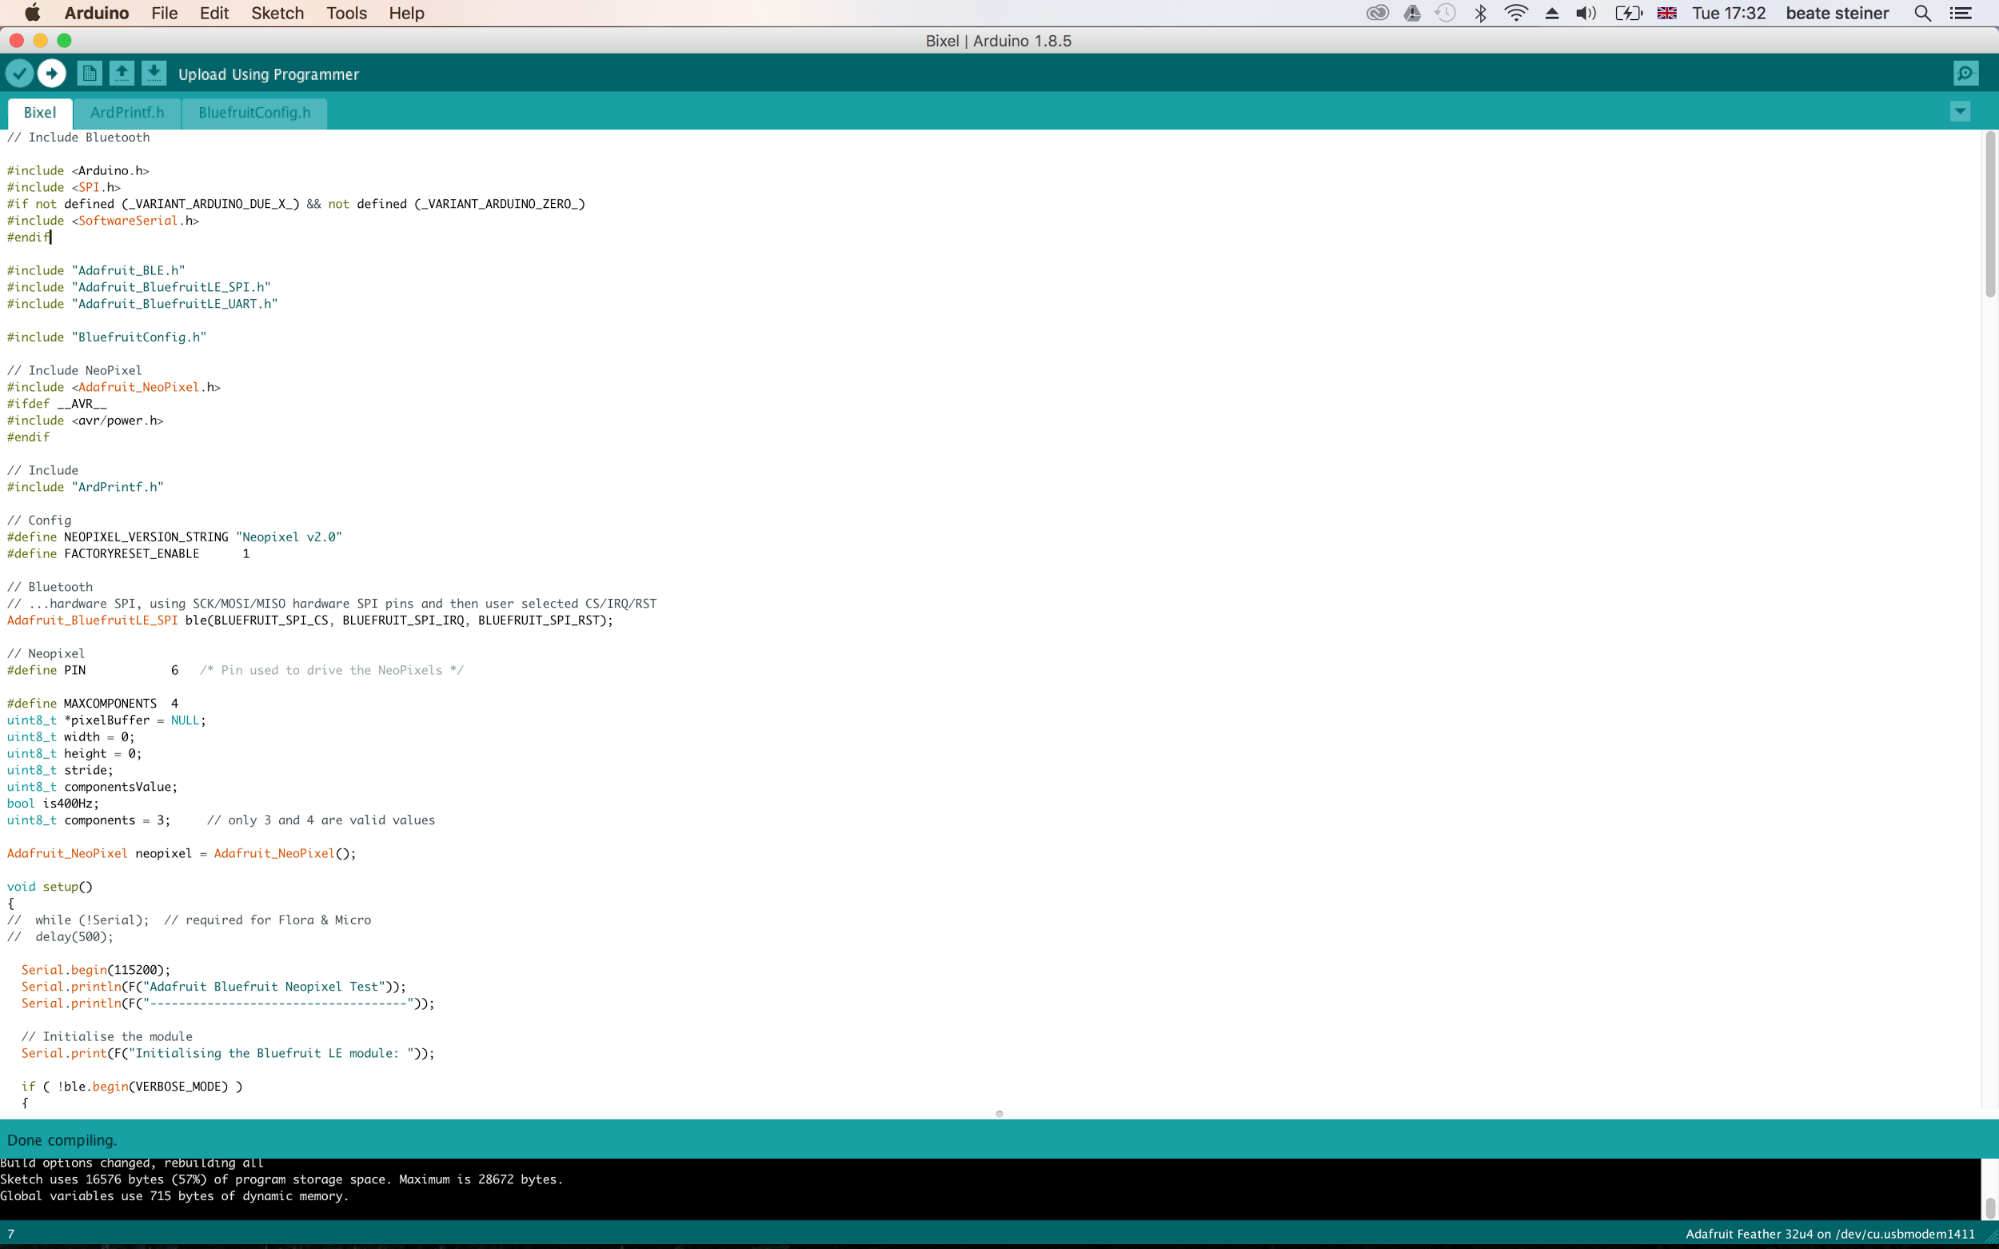 Arduino File Edit Sketch Tools Help Tue 17:32 beate steiner
Bixel | Arduino 1.8.5
Upload Using Programmer
Bixel ArdPrintf.h BluefruitConfig.h
// Include Bluetooth
#include <Arduino.h>
#include <SPI.h>
#if not defined (_VARIANT_ARDUINO_DUE_X_) && not defined (_VARIANT_ARDUINO_ZERO_)
#include <SoftwareSerial.h>
#endif
#include "Adafruit_BLE.h"
#include "Adafruit_BluefruitLE_SPI.h"
#include "Adafruit_BluefruitLE_UART.h"
#include "BluefruitConfig.h"
// Include NeoPixel
#include <Adafruit_NeoPixel.h>
#ifdef __AVR__
#include <avr/power.h>
#endif
// Include
#include "ArdPrintf.h"
// Config
#define NEOPIXEL_VERSION_STRING "Neopixel v2.0"
#define FACTORYRESET_ENABLE      1
// Bluetooth
// ...hardware SPI, using SCK/MOSI/MISO hardware SPI pins and then user selected CS/IRQ/RST
Adafruit_BluefruitLE_SPI ble(BLUEFRUIT_SPI_CS, BLUEFRUIT_SPI_IRQ, BLUEFRUIT_SPI_RST);
// Neopixel
#define PIN            6   /* Pin used to drive the NeoPixels */
#define MAXCOMPONENTS  4
uint8_t *pixelBuffer = NULL;
uint8_t width = 0;
uint8_t height = 0;
uint8_t stride;
uint8_t componentsValue;
bool is400Hz;
uint8_t components = 3;     // only 3 and 4 are valid values
Adafruit_NeoPixel neopixel = Adafruit_NeoPixel();
void setup()
{
//  while (!Serial);  // required for Flora & Micro
//  delay(500);
  Serial.begin(115200);
  Serial.println(F("Adafruit Bluefruit Neopixel Test"));
  Serial.println(F("------------------------------------"));
  // Initialise the module
  Serial.print(F("Initialising the Bluefruit LE module: "));
  if ( !ble.begin(VERBOSE_MODE) )
  {
Done compiling.
Build options changed, rebuilding all
Sketch uses 16576 bytes (57%) of program storage space. Maximum is 28672 bytes.
Global variables use 715 bytes of dynamic memory.
7 Adafruit Feather 32u4 on /dev/cu.usbmodem1411